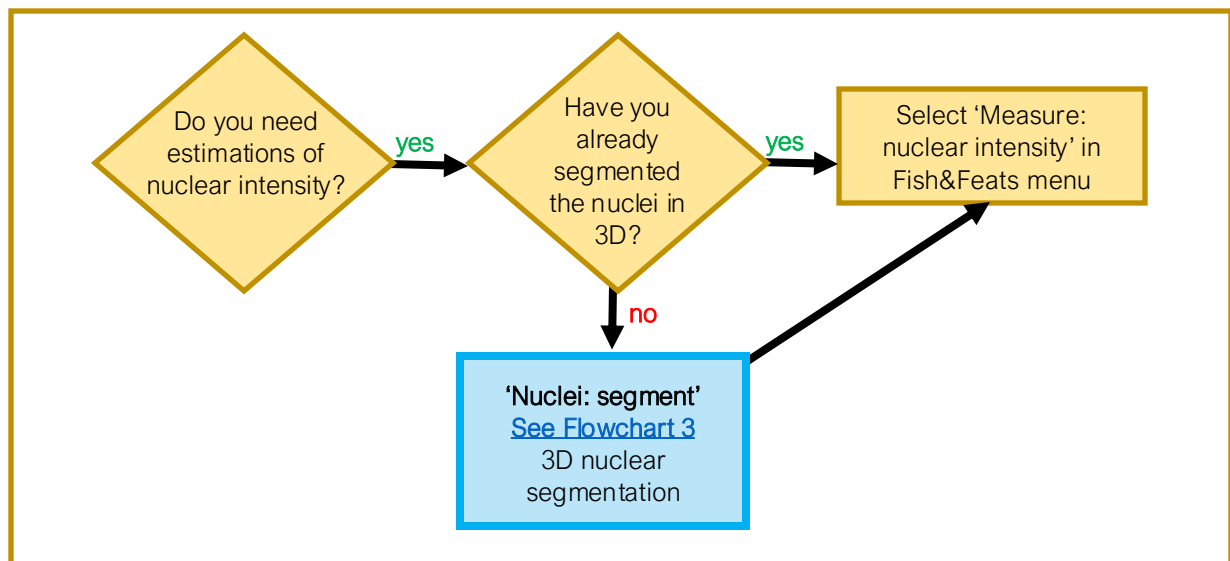 Do you need
estimations of
nuclear intensity?
yes
Have you
already
segmented
the nuclei in
3D?
yes
Select ‘Measure:
nuclear intensity’ in
Fish&Feats menu
no
‘Nuclei: segment’
See Flowchart 3
3D nuclear
segmentation